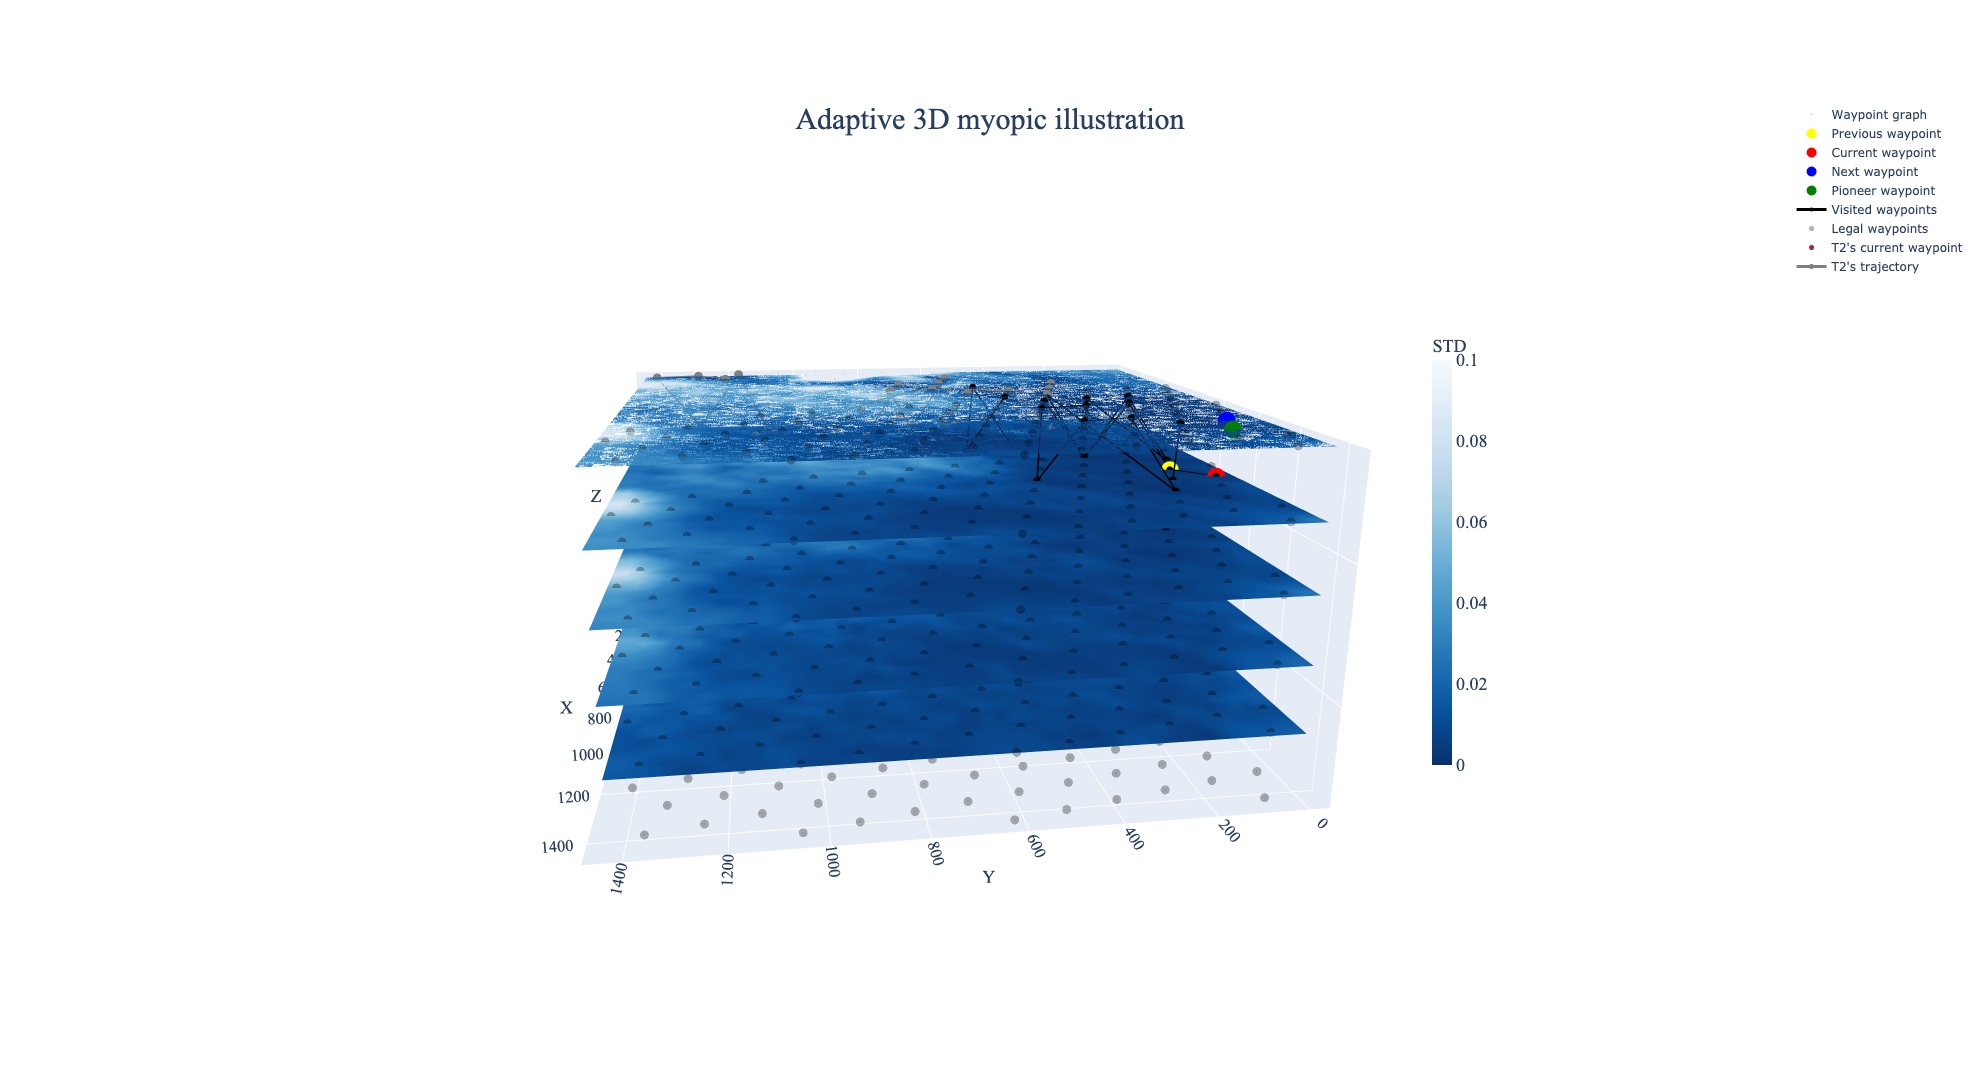 Adaptive 3D myopic illustration
Waypoint graph
Previous waypoint
Current waypoint
Next waypoint
Pioneer waypoint
Visited waypoints
Legal waypoints
T2's current waypoint
T2's trajectory
STD
0.1
0.08
0.06
0.04
0.02
0
Z
X
800
1000
1200
1400
1400
1200
1000
800
600
400
200
0
Y